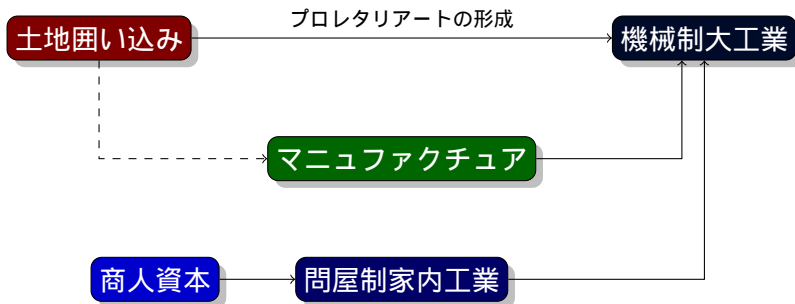 プロレタリアートの形成
土地囲い込み
機械制大工業
マニュファクチュア
商人資本
問屋制家内工業